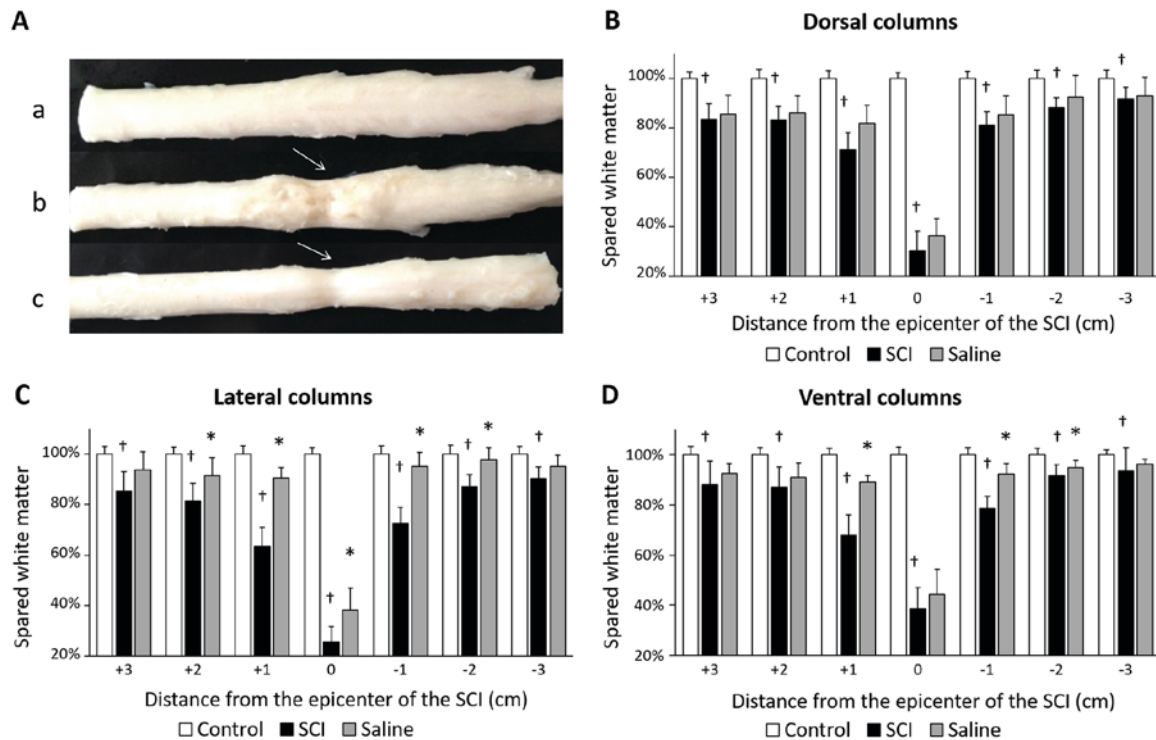 A
a
b
c
B
Dorsal columns
Spared white matter
100%
80%
60%
40%
20%
† † † † † † †
+3 +2 +1 0 -1 -2 -3
Distance from the epicenter of the SCI (cm)
Control SCI Saline
C
Lateral columns
Spared white matter
100%
80%
60%
40%
20%
† † * † * † * † * † * †
+3 +2 +1 0 -1 -2 -3
Distance from the epicenter of the SCI (cm)
Control SCI Saline
D
Ventral columns
Spared white matter
100%
80%
60%
40%
20%
† † † * † † * † * †
+3 +2 +1 0 -1 -2 -3
Distance from the epicenter of the SCI (cm)
Control SCI Saline